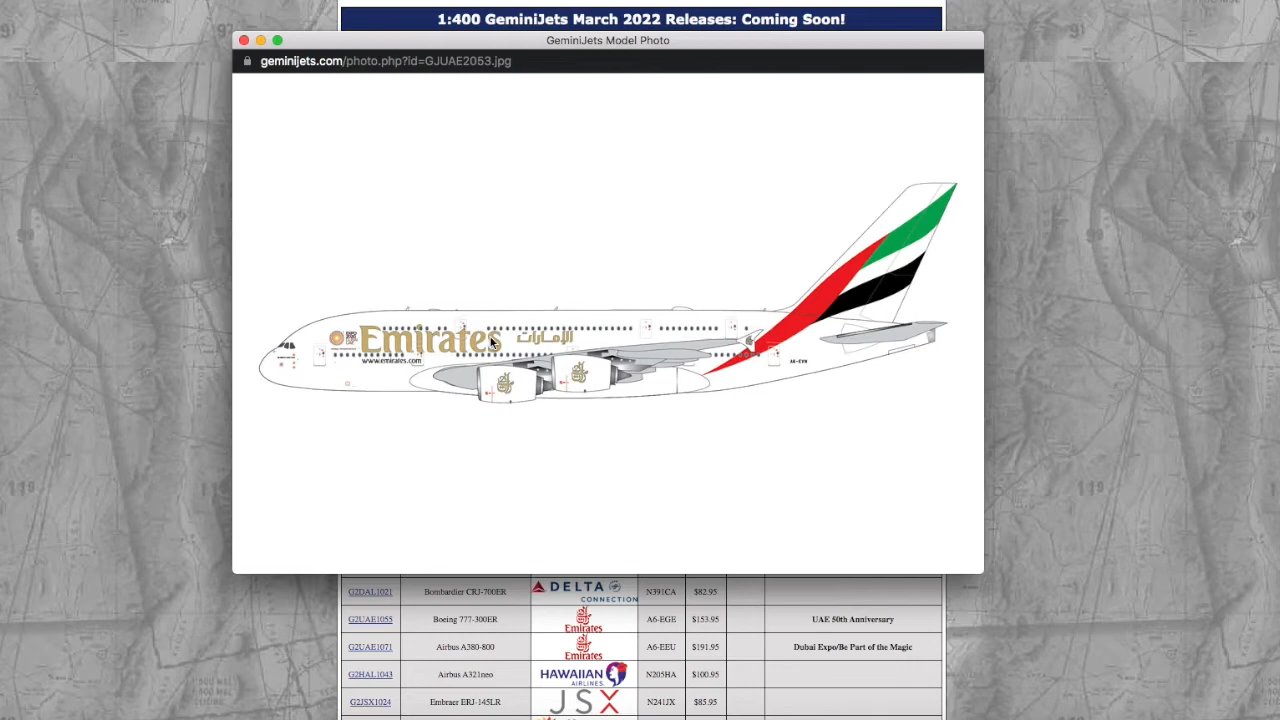 1:400 GeminiJets March 2022 Releases: Coming Soon!
GeminiJets Model Photo
geminijets.com/photo.php?id=GJUAE2053.jpg
Emirates الإمارات
www.emirates.com
A6-EVN
G2DAL1021 Bombardier CRJ-700ER DELTA CONNECTION N391CA $82.95
G2UAE1055 Boeing 777-300ER Emirates A6-EGE $153.95 UAE 50th Anniversary
G2UAE1071 Airbus A380-800 Emirates A6-EEU $191.95 Dubai Expo/Be Part of the Magic
G2HAL1043 Airbus A321neo HAWAIIAN AIRLINES N205HA $100.95
G2JSX1024 Embraer ERJ-145LR JSX N241JX $85.95
119
119